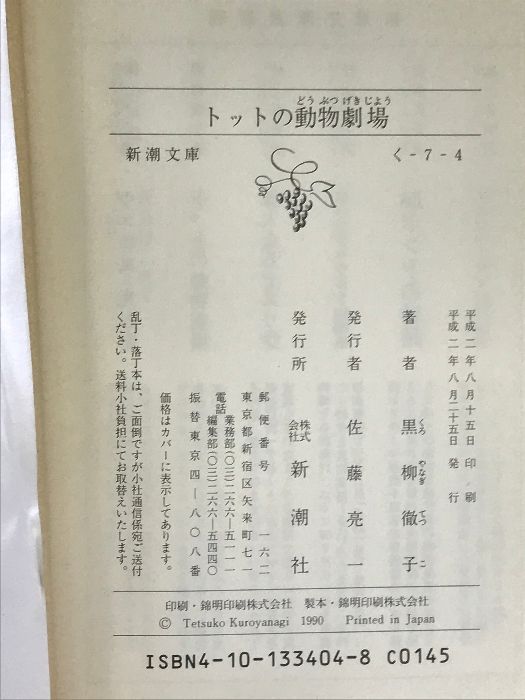 どうぶつげきじょう
トットの動物劇場
新潮文庫
く-7-4
平成二年八月十五日 印刷
平成二年八月二十五日 発行
著者 黒柳徹子
くろ やなぎ てつ こ
発行者 佐藤亮一
発行所 株式会社 新潮社
郵便番号 一六二
東京都新宿区矢来町七一
電話 業務部(〇三)二六六―五一一一
編集部(〇三)二六六―五四四〇
振替東京四―八〇八番
価格はカバーに表示してあります。
乱丁・落丁本は、ご面倒ですが小社通信係宛ご送付
ください。送料小社負担にてお取替えいたします。
印刷・錦明印刷株式会社 製本・錦明印刷株式会社
© Tetsuko Kuroyanagi 1990 Printed in Japan
ISBN4-10-133404-8 C0145